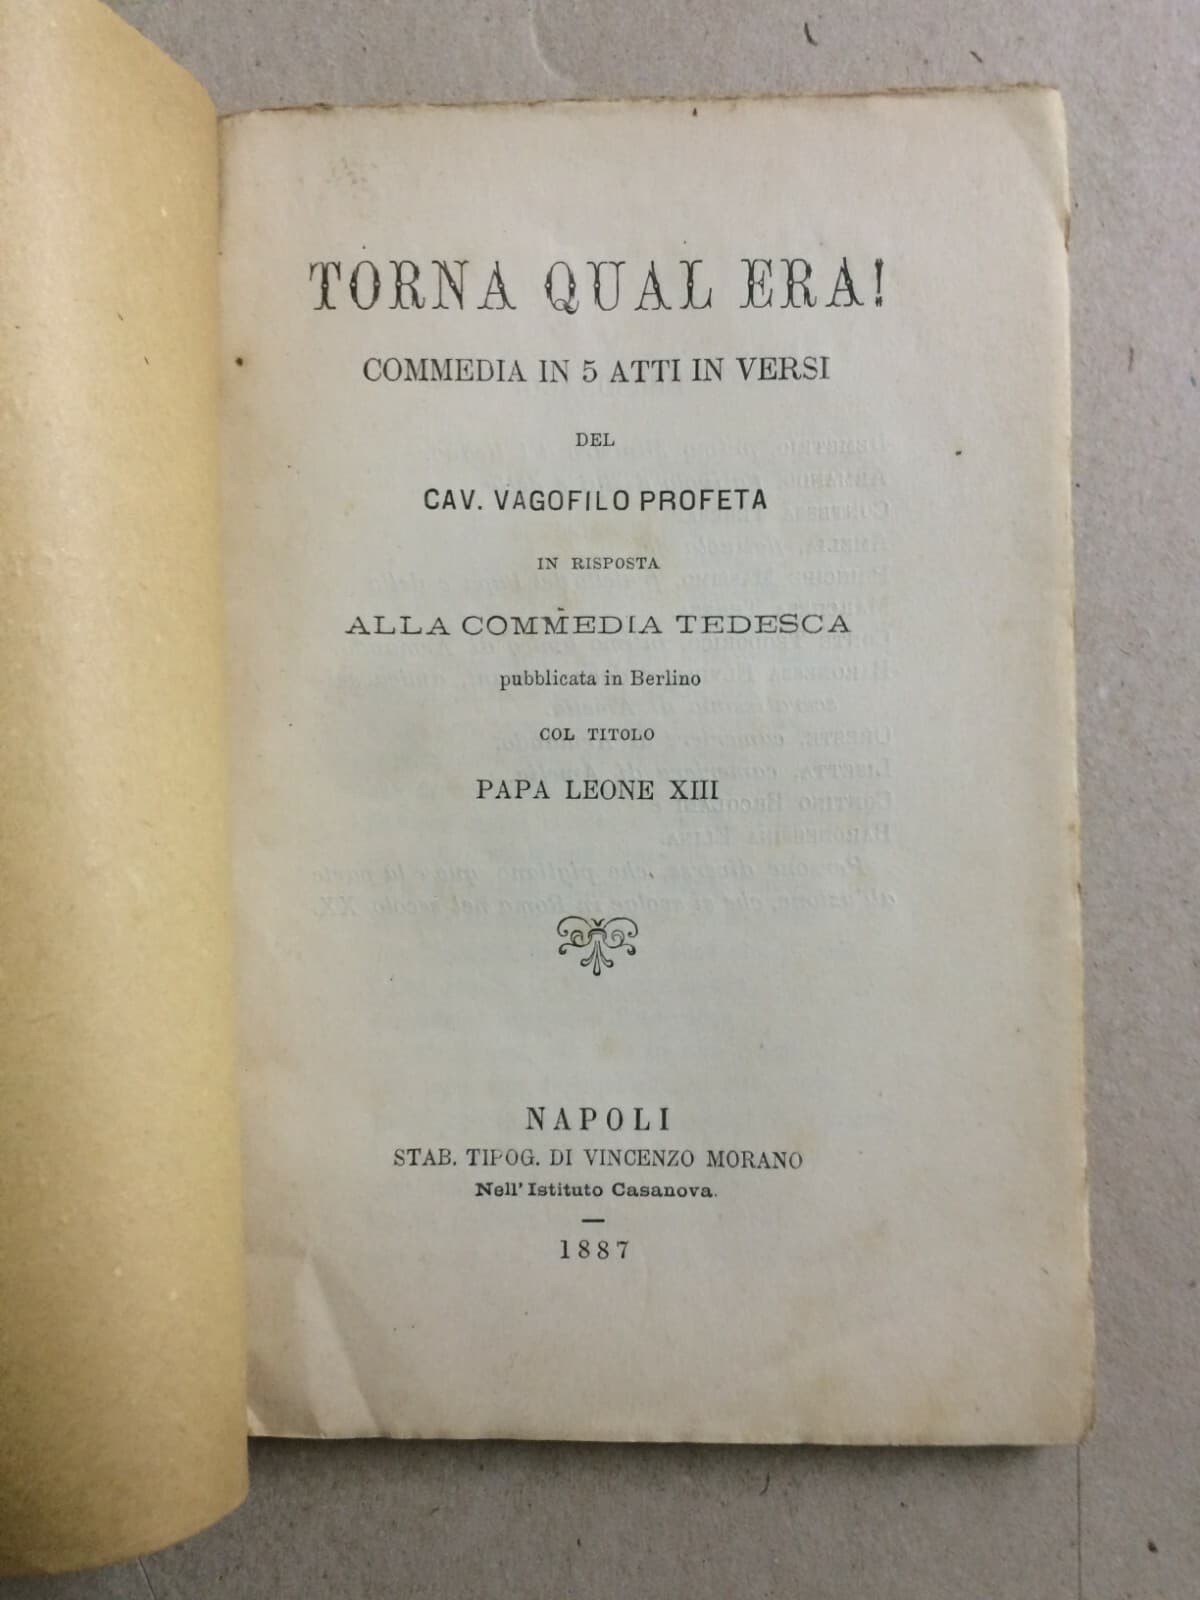 TORNA QUAL ERA!
COMMEDIA IN 5 ATTI IN VERSI
DEL
CAV. VAGOFILO PROFETA
IN RISPOSTA
ALLA COMMEDIA TEDESCA
pubblicata in Berlino
COL TITOLO
PAPA LEONE XIII
NAPOLI
STAB. TIPOG. DI VINCENZO MORANO
Nell' Istituto Casanova.
1887